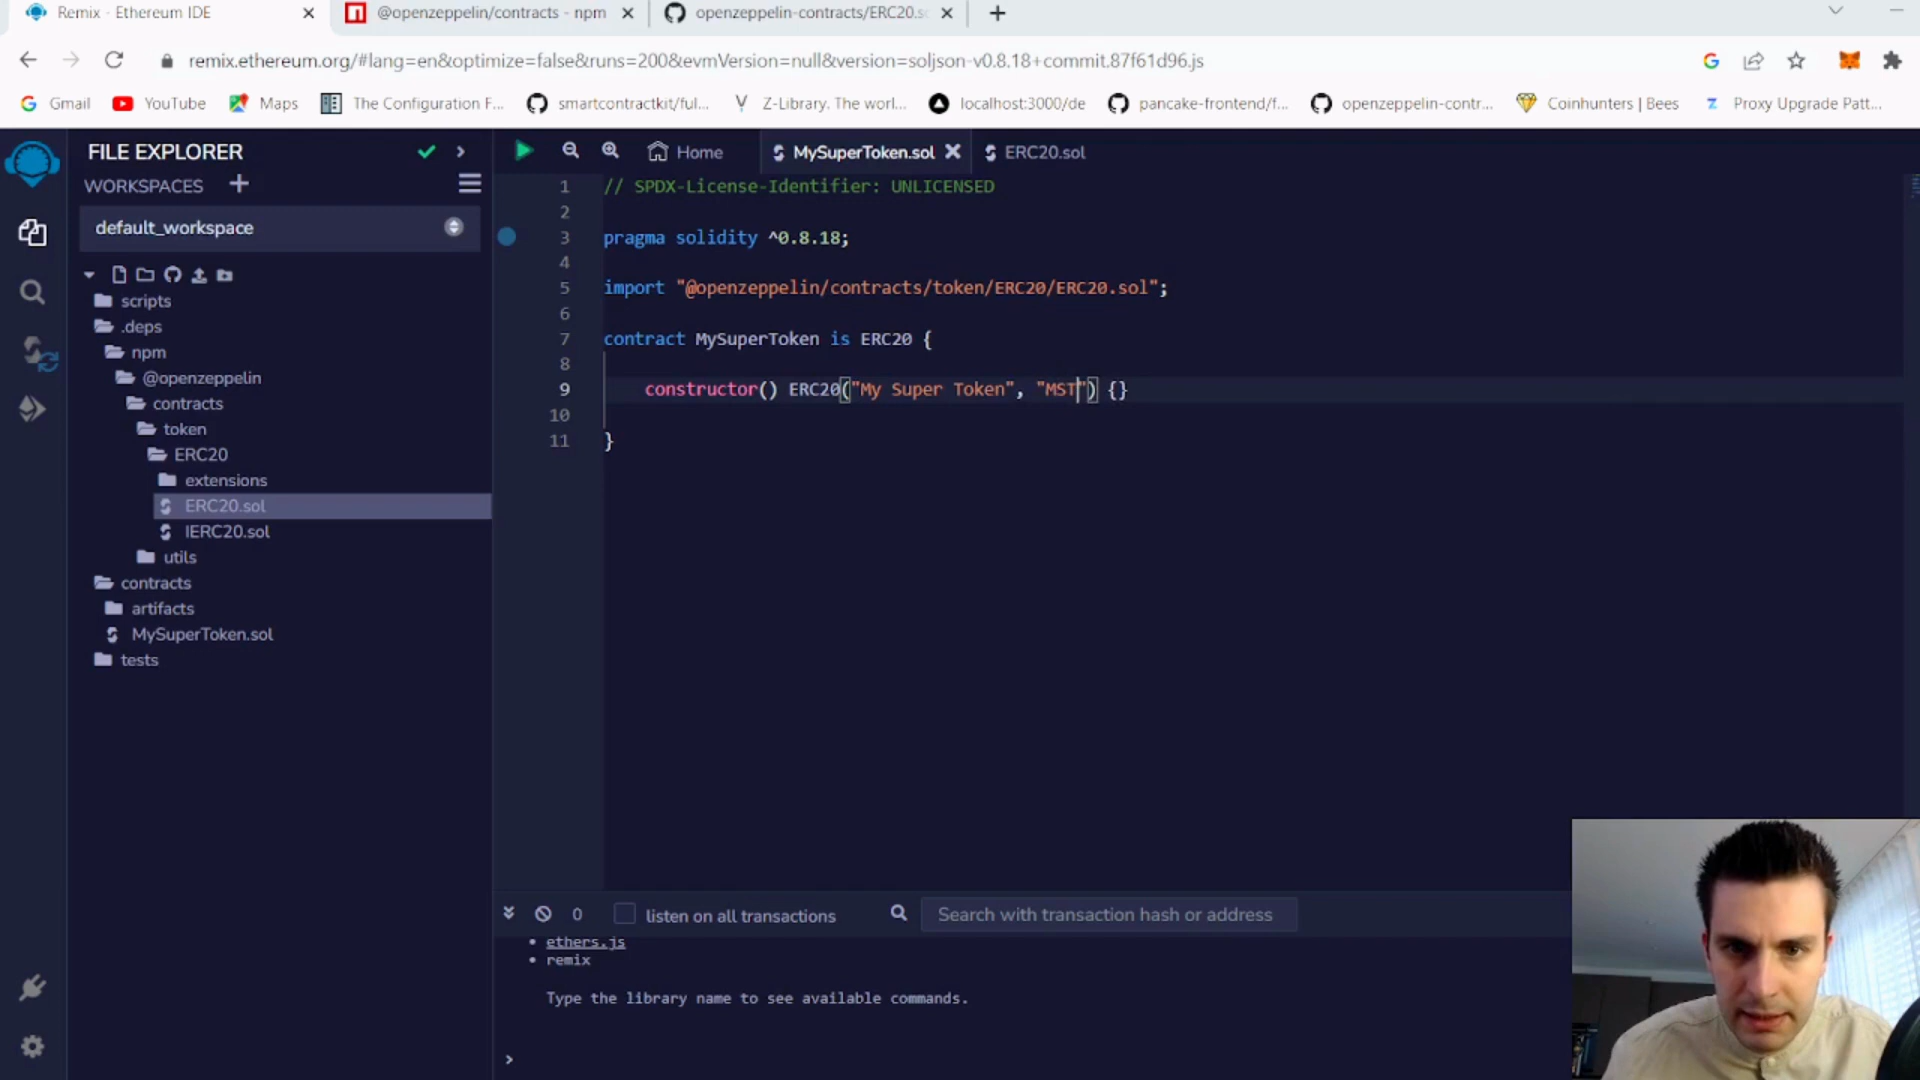 Remix - Ethereum IDE
@openzeppelin/contracts - npm
openzeppelin-contracts/ERC20.s
remix.ethereum.org/#lang=en&optimize=false&runs=200&evmVersion=null&version=soljson-v0.8.18+commit.87f61d96.js
Gmail
YouTube
Maps
The Configuration F...
smartcontractkit/ful...
Z-Library. The worl...
localhost:3000/de
pancake-frontend/f...
openzeppelin-contr...
Coinhunters | Bees
Proxy Upgrade Patt...
FILE EXPLORER
WORKSPACES
default_workspace
scripts
.deps
npm
@openzeppelin
contracts
token
ERC20
extensions
ERC20.sol
IERC20.sol
utils
contracts
artifacts
MySuperToken.sol
tests
Home
MySuperToken.sol
ERC20.sol
1 // SPDX-License-Identifier: UNLICENSED
2
3 pragma solidity ^0.8.18;
4
5 import "@openzeppelin/contracts/token/ERC20/ERC20.sol";
6
7 contract MySuperToken is ERC20 {
8
9 constructor() ERC20("My Super Token", "MST") {}
10
11 }
0
listen on all transactions
Search with transaction hash or address
• ethers.js
• remix
Type the library name to see available commands.
>